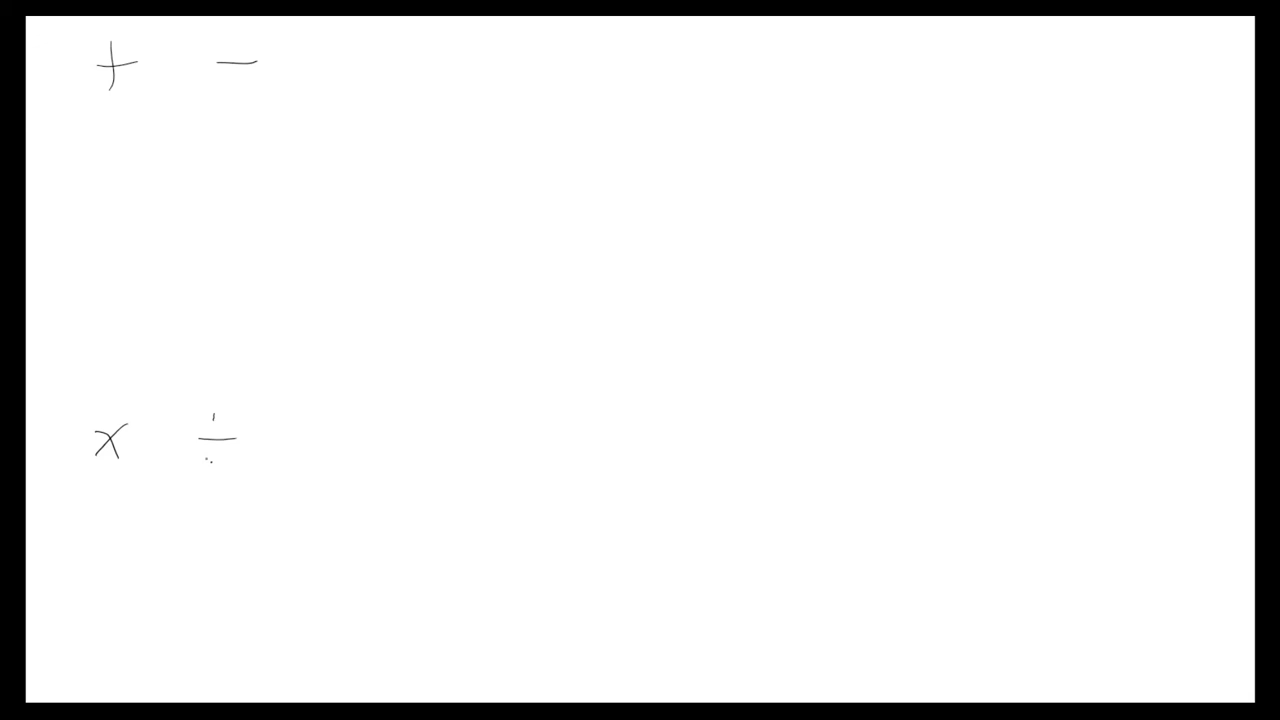 + −
× ÷